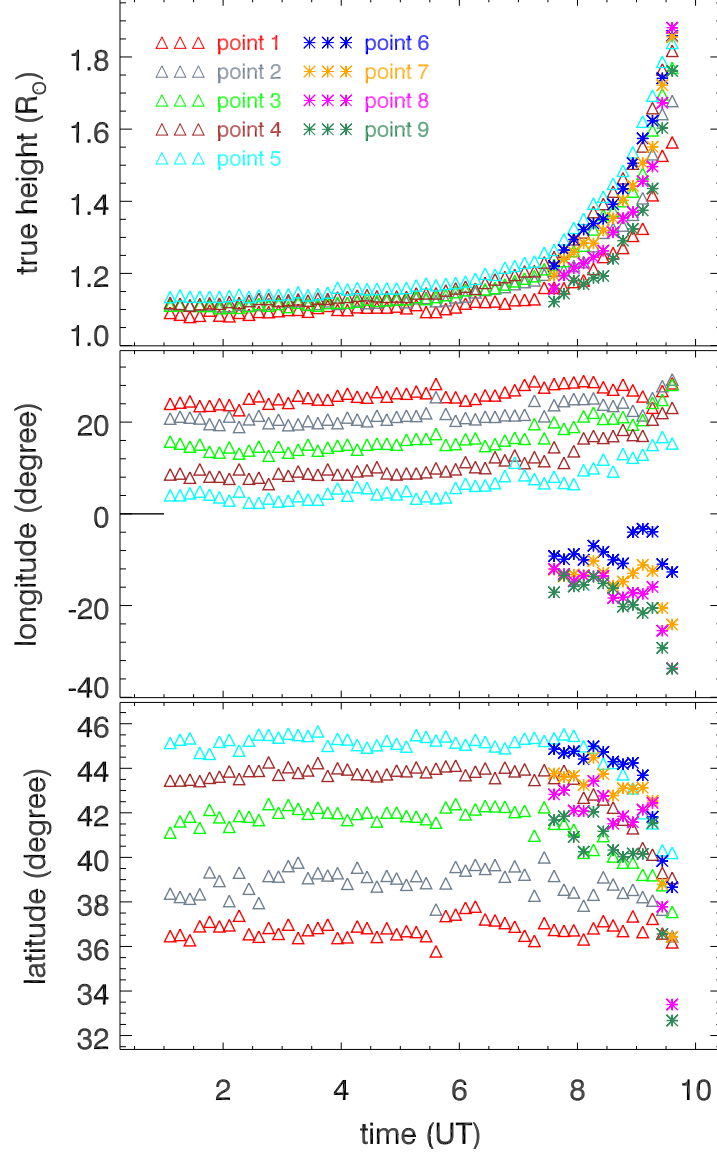 point 1 point 6
point 2 point 7
point 3 point 8
point 4 point 9
point 5
true height (R⊙)
1.8
1.6
1.4
1.2
1.0
longitude (degree)
20
0
-20
-40
latitude (degree)
46
44
42
40
38
36
34
32
2 4 6 8 10
time (UT)